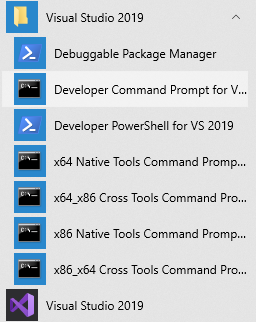 Visual Studio 2019
Debuggable Package Manager
Developer Command Prompt for V...
Developer PowerShell for VS 2019
x64 Native Tools Command Promp...
x64_x86 Cross Tools Command Pro...
x86 Native Tools Command Promp...
x86_x64 Cross Tools Command Pro...
Visual Studio 2019